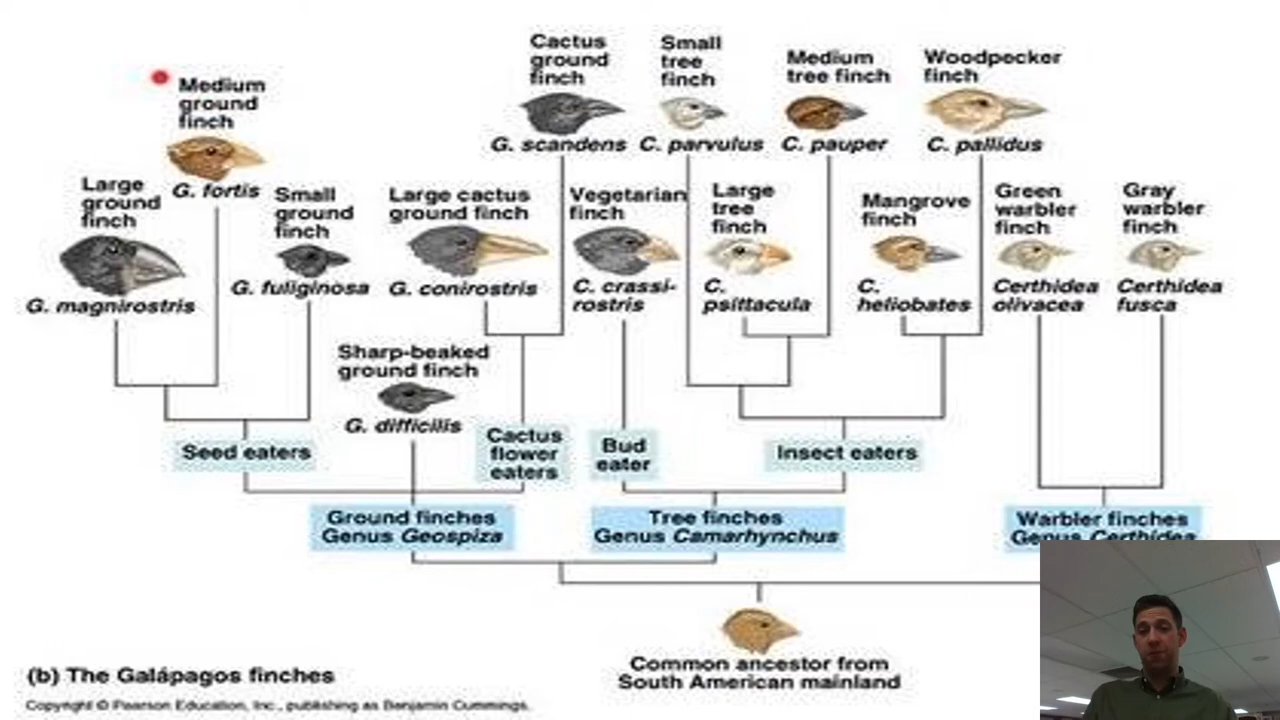 Cactus
ground
finch
G. scandens
Small
tree
finch
C. parvulus
Medium
tree finch
C. pauper
Woodpecker
finch
C. pallidus
Medium
ground
finch
G. fortis
Large
ground
finch
G. magnirostris
Small
ground
finch
G. fuliginosa
Large cactus
ground finch
G. conirostris
Vegetarian
finch
C. crassi-
rostris
Large
tree
finch
C.
psittacula
Mangrove
finch
C.
heliobates
Green
warbler
finch
Certhidea
olivacea
Gray
warbler
finch
Certhidea
fusca
Sharp-beaked
ground finch
G. difficilis
Seed eaters
Cactus
flower
eaters
Bud
eater
Insect eaters
Ground finches
Genus Geospiza
Tree finches
Genus Camarhynchus
Warbler finches
Genus Certhidea
Common ancestor from
South American mainland
(b) The Galápagos finches
Copyright © Pearson Education, Inc., publishing as Benjamin Cummings.